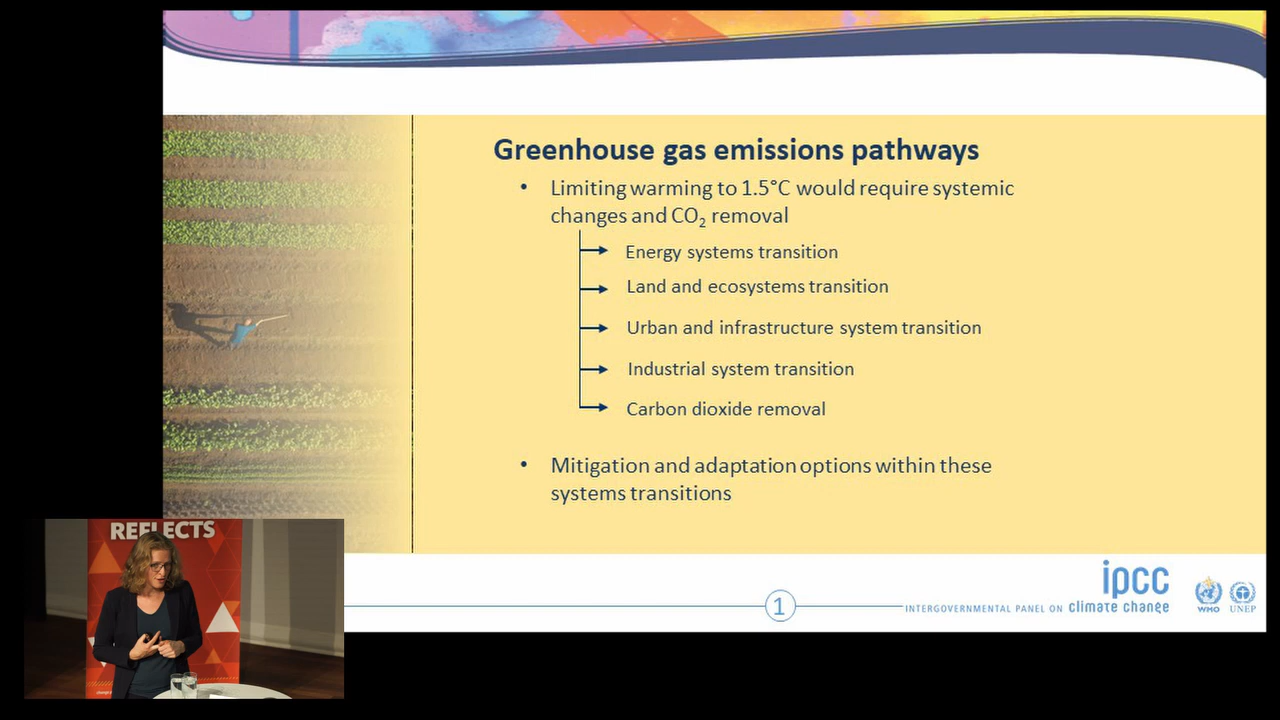 Greenhouse gas emissions pathways
• Limiting warming to 1.5°C would require systemic
changes and CO₂ removal
Energy systems transition
Land and ecosystems transition
Urban and infrastructure system transition
Industrial system transition
Carbon dioxide removal
• Mitigation and adaptation options within these
systems transitions
REFLECTS
1
ipcc
INTERGOVERNMENTAL PANEL ON climate change
WMO
UNEP